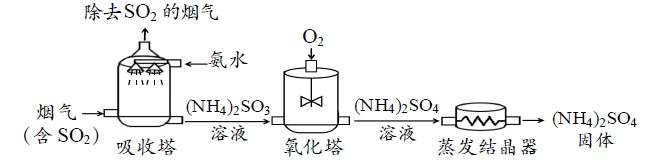 除去SO2的烟气
O2
氨水
烟气
(含SO2)
(NH4)2SO3
溶液
(NH4)2SO4
溶液
(NH4)2SO4
固体
吸收塔
氧化塔
蒸发结晶器